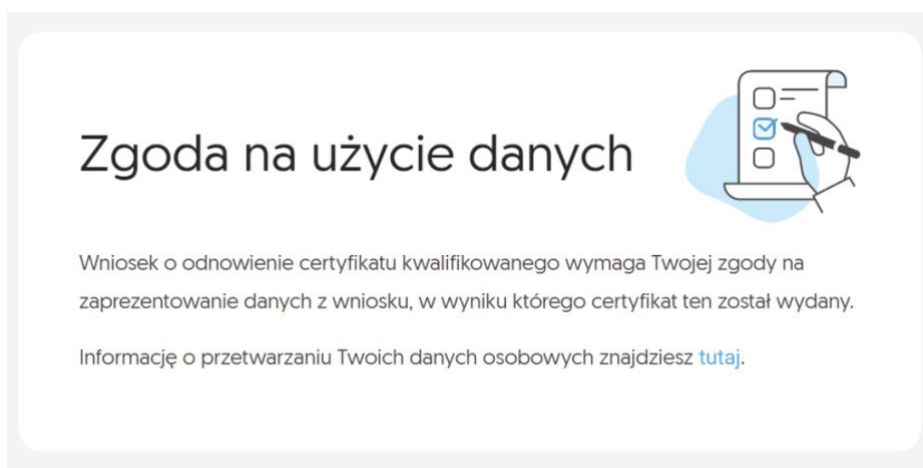 Zgoda na użycie danych
Wniosek o odnowienie certyfikatu kwalifikowanego wymaga Twojej zgody na
zaprezentowanie danych z wniosku, w wyniku którego certyfikat ten został wydany.
Informację o przetwarzaniu Twoich danych osobowych znajdziesz tutaj.